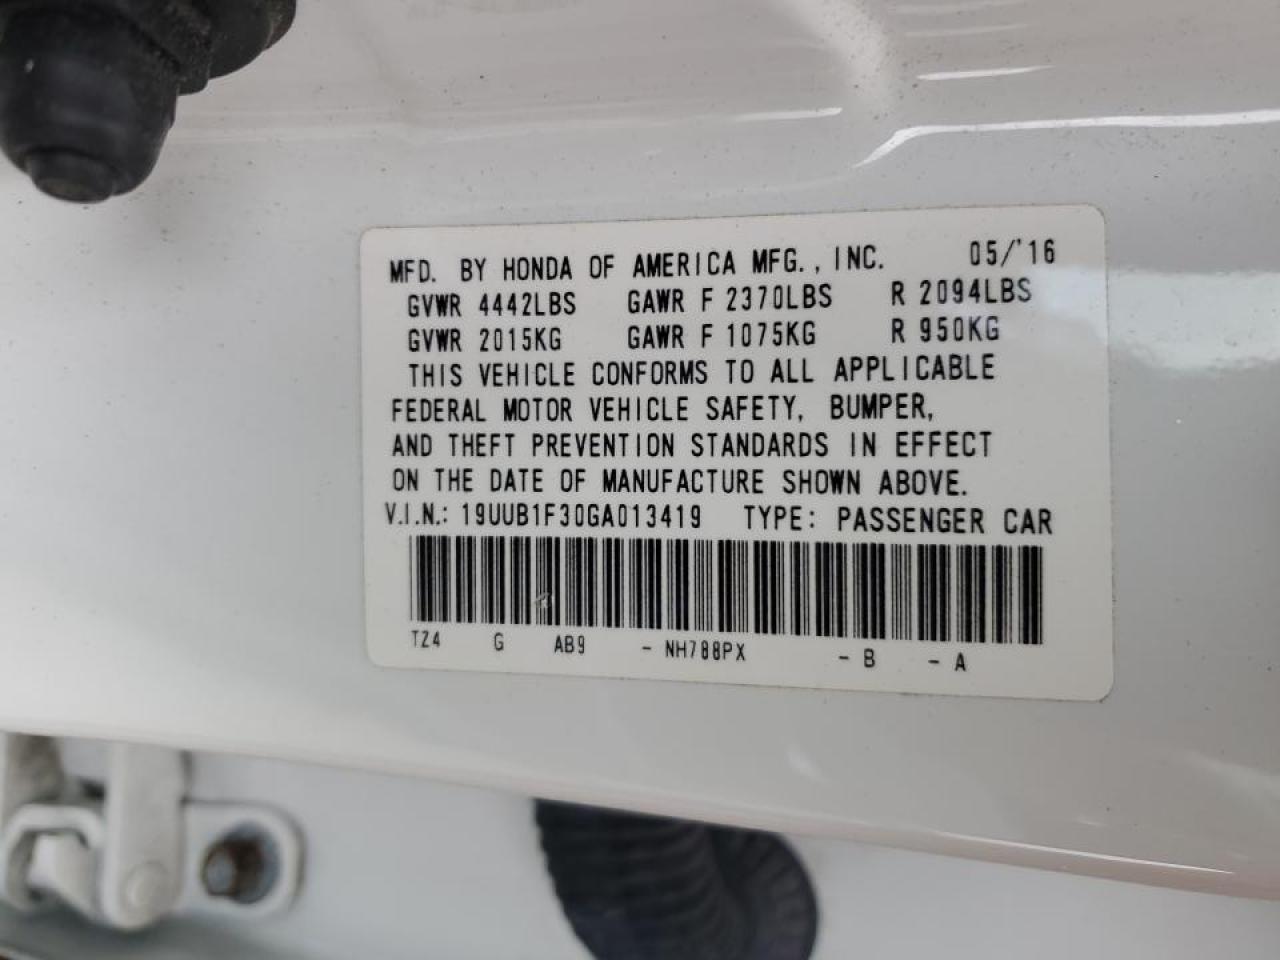 MFD. BY HONDA OF AMERICA MFG., INC. 05/'16
GVWR 4442LBS GAWR F 2370LBS R 2094LBS
GVWR 2015KG GAWR F 1075KG R 950KG
THIS VEHICLE CONFORMS TO ALL APPLICABLE
FEDERAL MOTOR VEHICLE SAFETY, BUMPER,
AND THEFT PREVENTION STANDARDS IN EFFECT
ON THE DATE OF MANUFACTURE SHOWN ABOVE.
V.I.N.: 19UUB1F30GA013419 TYPE: PASSENGER CAR
TZ4 G AB9 - NH788PX - B - A